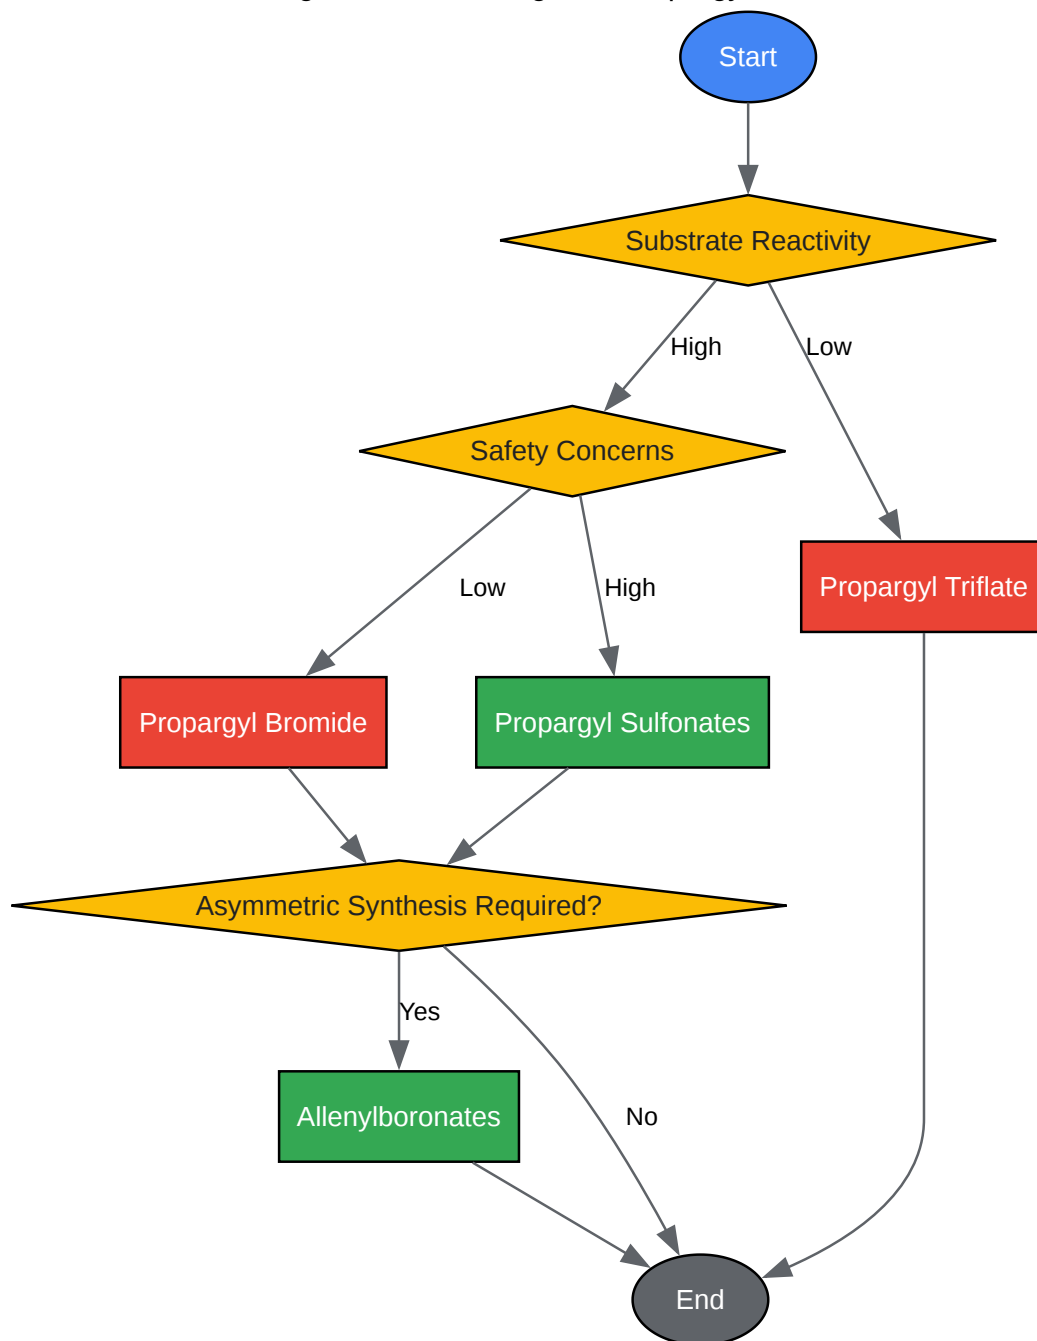 Start
Substrate Reactivity
High
Low
Safety Concerns
Low
High
Propargyl Triflate
Propargyl Bromide
Propargyl Sulfonates
Asymmetric Synthesis Required?
Yes
Allenylboronates
No
End